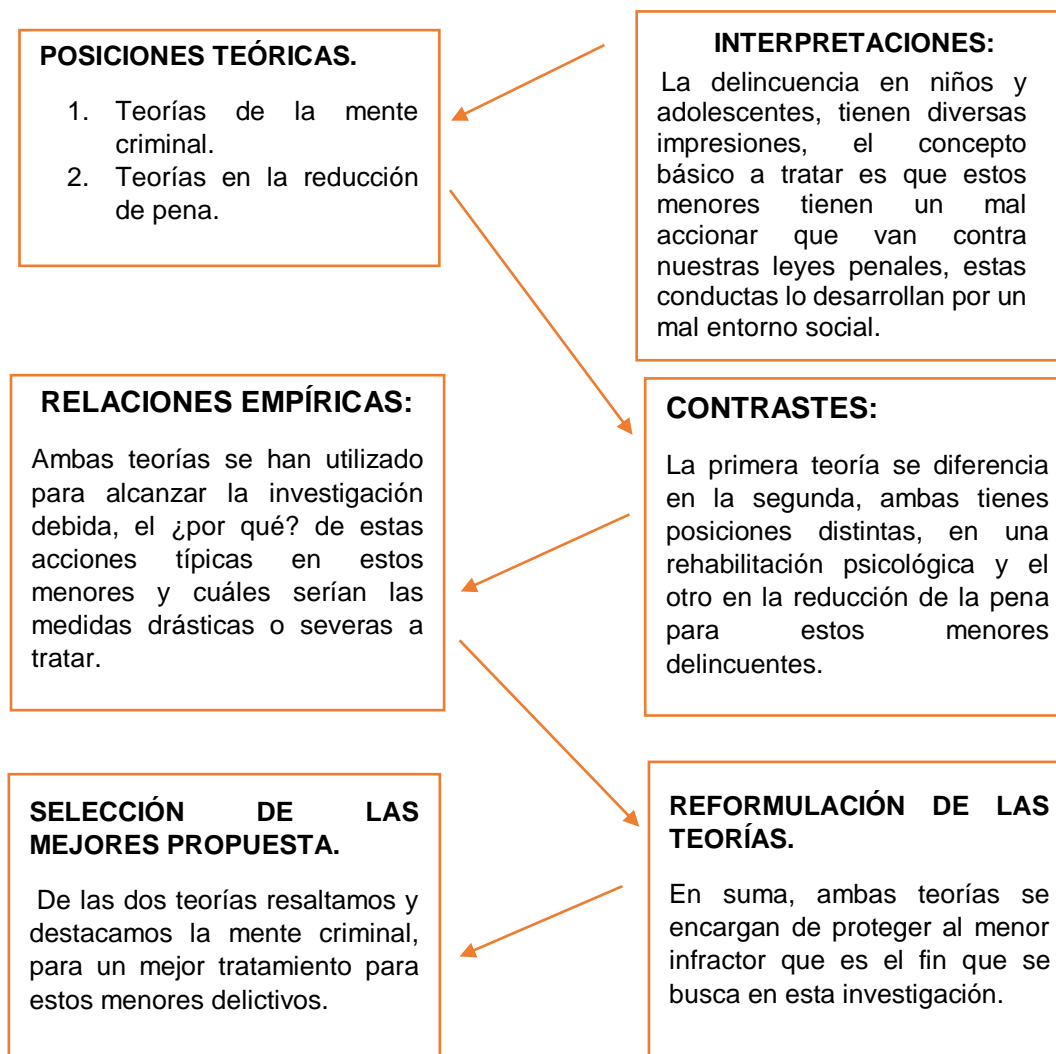 POSICIONES TEÓRICAS.
1. Teorías de la mente
criminal.
2. Teorías en la reducción
de pena.
INTERPRETACIONES:
La delincuencia en niños y
adolescentes, tienen diversas
impresiones, el concepto
básico a tratar es que estos
menores tienen un mal
accionar que van contra
nuestras leyes penales, estas
conductas lo desarrollan por un
mal entorno social.
RELACIONES EMPÍRICAS:
Ambas teorías se han utilizado
para alcanzar la investigación
debida, el ¿por qué? de estas
acciones típicas en estos
menores y cuáles serían las
medidas drásticas o severas a
tratar.
CONTRASTES:
La primera teoría se diferencia
en la segunda, ambas tienes
posiciones distintas, en una
rehabilitación psicológica y el
otro en la reducción de la pena
para estos menores
delincuentes.
SELECCIÓN DE LAS
MEJORES PROPUESTA.
De las dos teorías resaltamos y
destacamos la mente criminal,
para un mejor tratamiento para
estos menores delictivos.
REFORMULACIÓN DE LAS
TEORÍAS.
En suma, ambas teorías se
encargan de proteger al menor
infractor que es el fin que se
busca en esta investigación.